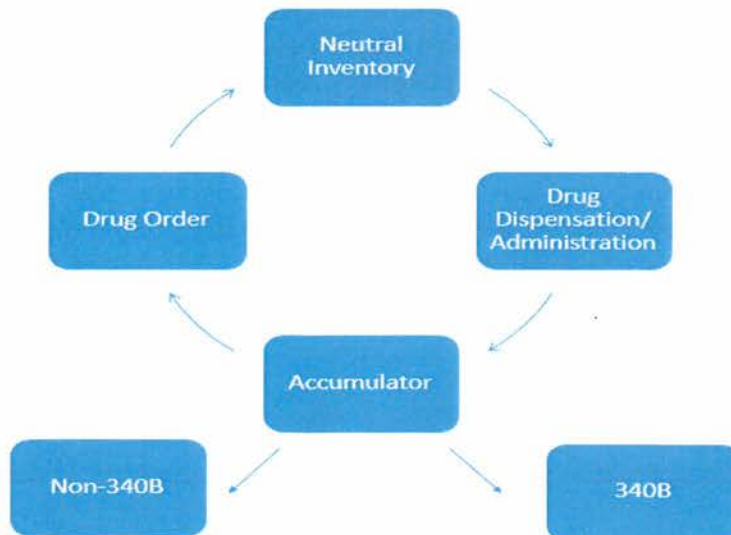 Neutral
Inventory
Drug Order
Drug
Dispensation/
Administration
Accumulator
Non-340B
340B